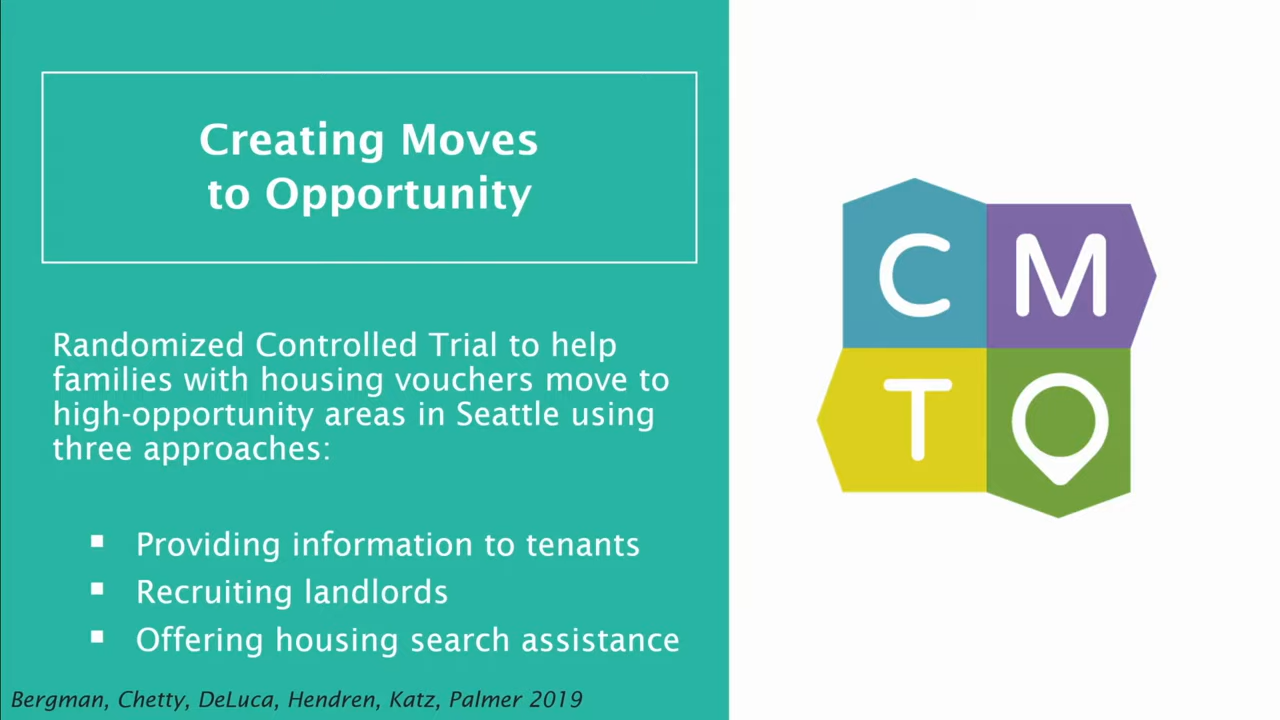 Creating Moves
to Opportunity
Randomized Controlled Trial to help
families with housing vouchers move to
high-opportunity areas in Seattle using
three approaches:
▪ Providing information to tenants
▪ Recruiting landlords
▪ Offering housing search assistance
Bergman, Chetty, DeLuca, Hendren, Katz, Palmer 2019
C M
T O